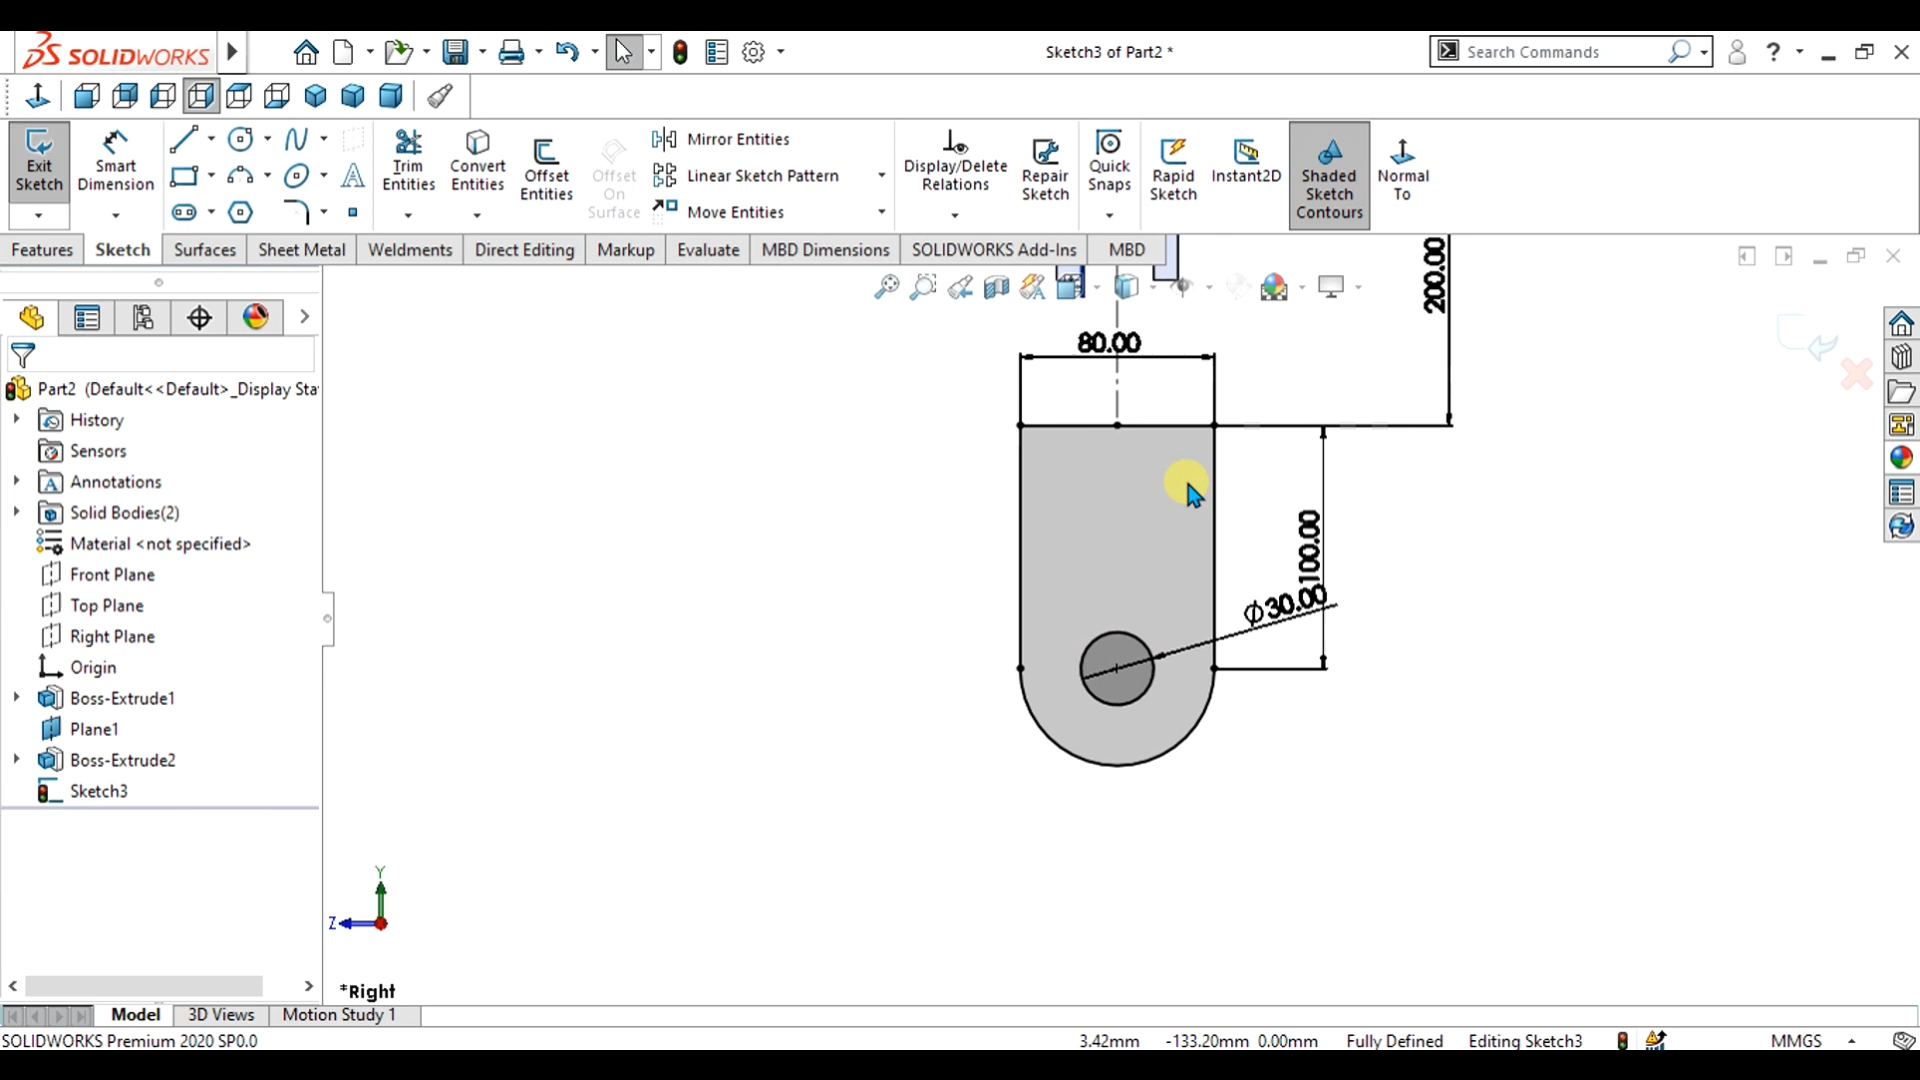 SOLIDWORKS
Sketch3 of Part2 *
Search Commands
Exit Sketch
Smart Dimension
Trim Entities
Convert Entities
Offset Entities
Offset On Surface
Mirror Entities
Linear Sketch Pattern
Move Entities
Display/Delete Relations
Repair Sketch
Quick Snaps
Rapid Sketch
Instant2D
Shaded Sketch Contours
Normal To
Features Sketch Surfaces Sheet Metal Weldments Direct Editing Markup Evaluate MBD Dimensions SOLIDWORKS Add-Ins MBD
200.00
80.00
100.00
Ø30.00
Part2 (Default<<Default>_Display Sta
History
Sensors
Annotations
Solid Bodies(2)
Material <not specified>
Front Plane
Top Plane
Right Plane
Origin
Boss-Extrude1
Plane1
Boss-Extrude2
Sketch3
Y
Z
*Right
Model 3D Views Motion Study 1
SOLIDWORKS Premium 2020 SP0.0
3.42mm -133.20mm 0.00mm Fully Defined Editing Sketch3 MMGS